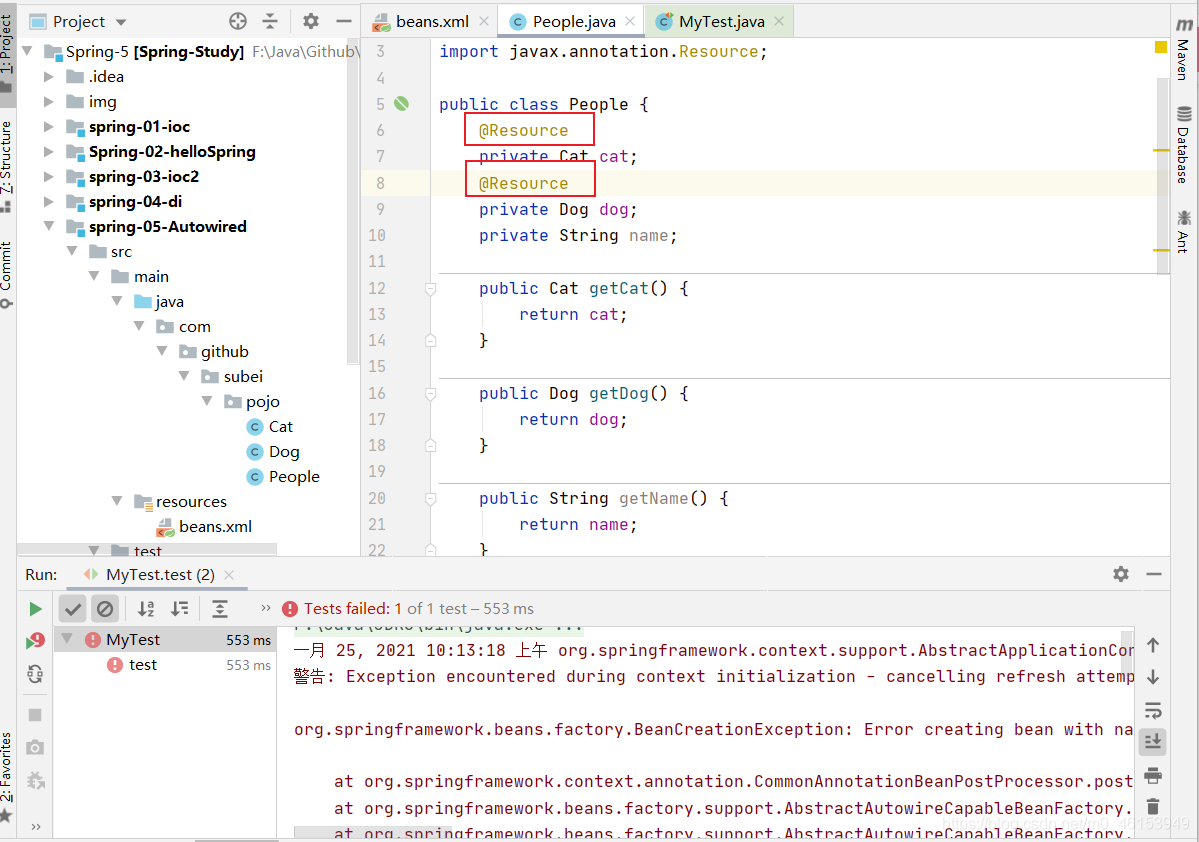 Project
beans.xml
People.java
MyTest.java
1: Project
Z: Structure
Commit
2: Favorites
Spring-5 [Spring-Study] F:\Java\Github\
.idea
img
spring-01-ioc
Spring-02-helloSpring
spring-03-ioc2
spring-04-di
spring-05-Autowired
src
main
java
com
github
subei
pojo
Cat
Dog
People
resources
beans.xml
test
3 import javax.annotation.Resource;
4
5 public class People {
6 @Resource
7 private Cat cat;
8 @Resource
9 private Dog dog;
10 private String name;
11
12 public Cat getCat() {
13 return cat;
14 }
15
16 public Dog getDog() {
17 return dog;
18 }
19
20 public String getName() {
21 return name;
22 }
m
Maven
Database
Ant
Run: MyTest.test (2)
Tests failed: 1 of 1 test – 553 ms
MyTest 553 ms
test 553 ms
F:\Java\JDK8\bin\java.exe ...
一月 25, 2021 10:13:18 上午 org.springframework.context.support.AbstractApplicationCon
警告: Exception encountered during context initialization - cancelling refresh attemp
org.springframework.beans.factory.BeanCreationException: Error creating bean with na
at org.springframework.context.annotation.CommonAnnotationBeanPostProcessor.post
at org.springframework.beans.factory.support.AbstractAutowireCapableBeanFactory.
at org.springframework.beans.factory.support.AbstractAutowireCapableBeanFactory.
https://blog.csdn.net/m0_46153949